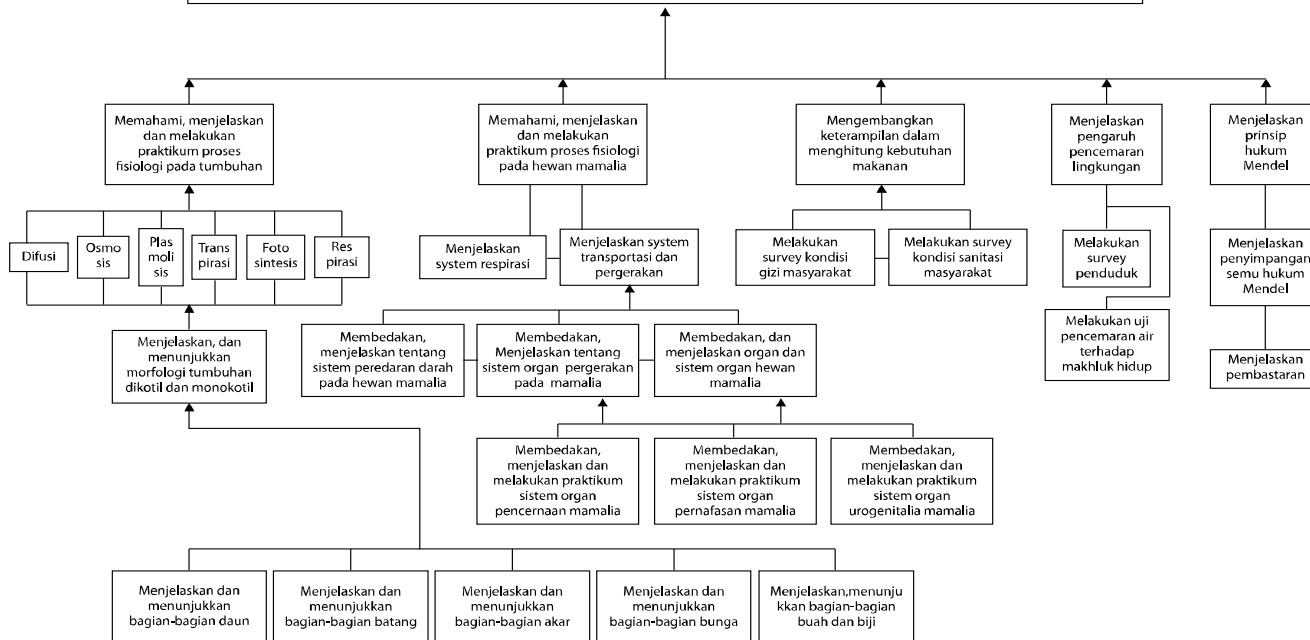 Memahami, menjelaskan
dan melakukan
praktikum proses
fisiologi pada tumbuhan
Memahami, menjelaskan
dan melakukan
praktikum proses fisiologi
pada hewan mamalia
Mengembangkan
keterampilan dalam
menghitung kebutuhan
makanan
Menjelaskan
pengaruh
pencemaran
lingkungan
Menjelaskan
prinsip
hukum
Mendel
Difusi
Osmo
sis
Plas
moli
sis
Trans
pirasi
Foto
sintesis
Res
pirasi
Menjelaskan
system respirasi
Menjelaskan system
transportasi dan
pergerakan
Melakukan
survey kondisi
gizi masyarakat
Melakukan survey
kondisi sanitasi
masyarakat
Melakukan
survey
penduduk
Menjelaskan
penyimpangan
semu hukum
Mendel
Menjelaskan, dan
menunjukkan
morfologi tumbuhan
dikotil dan monokotil
Membedakan,
menjelaskan tentang
sistem peredaran darah
pada hewan mamalia
Membedakan,
Menjelaskan tentang
sistem organ pergerakan
pada mamalia
Membedakan, dan
menjelaskan organ dan
sistem organ hewan
mamalia
Melakukan uji
pencemaran air
terhadap
makhluk hidup
Menjelaskan
pembastaran
Membedakan,
menjelaskan dan
melakukan praktikum
sistem organ
pencernaan mamalia
Membedakan,
menjelaskan dan
melakukan praktikum
sistem organ
pernafasan mamalia
Membedakan,
menjelaskan dan
melakukan praktikum
sistem organ
urogenitalia mamalia
Menjelaskan dan
menunjukkan
bagian-bagian daun
Menjelaskan dan
menunjukkan
bagian-bagian batang
Menjelaskan dan
menunjukkan
bagian-bagian akar
Menjelaskan dan
menunjukkan
bagian-bagian bunga
Menjelaskan,menunju
kkan bagian-bagian
buah dan biji